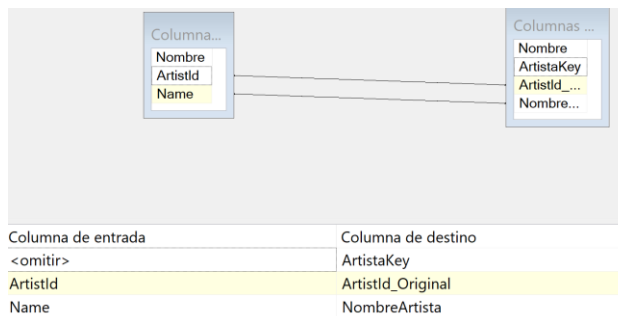 Columna...
Nombre
ArtistId
Name
Columnas ...
Nombre
ArtistaKey
ArtistId_...
Nombre...
Columna de entrada Columna de destino
<omitir> ArtistaKey
ArtistId ArtistId_Original
Name NombreArtista